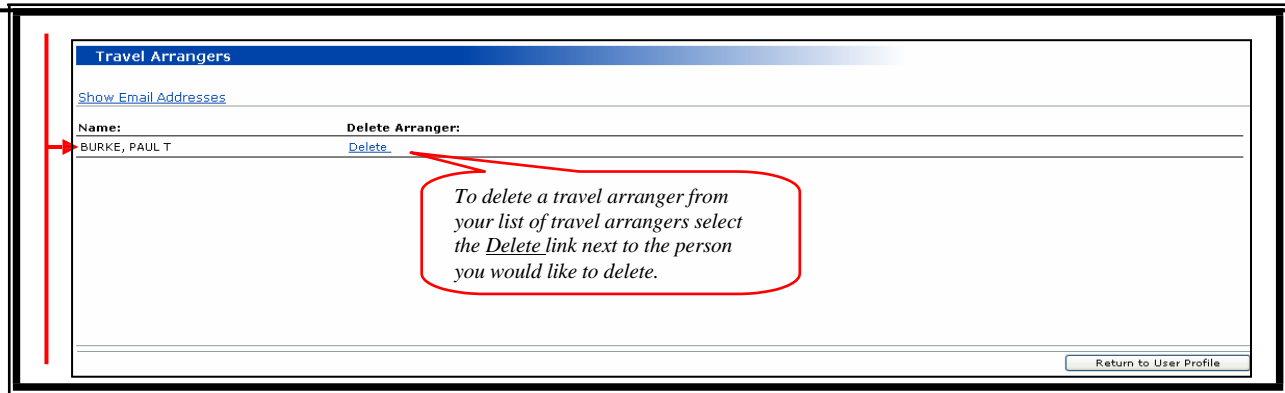 Travel Arrangers
Show Email Addresses
Name: Delete Arranger:
BURKE, PAUL T Delete
To delete a travel arranger from
your list of travel arrangers select
the Delete link next to the person
you would like to delete.
Return to User Profile